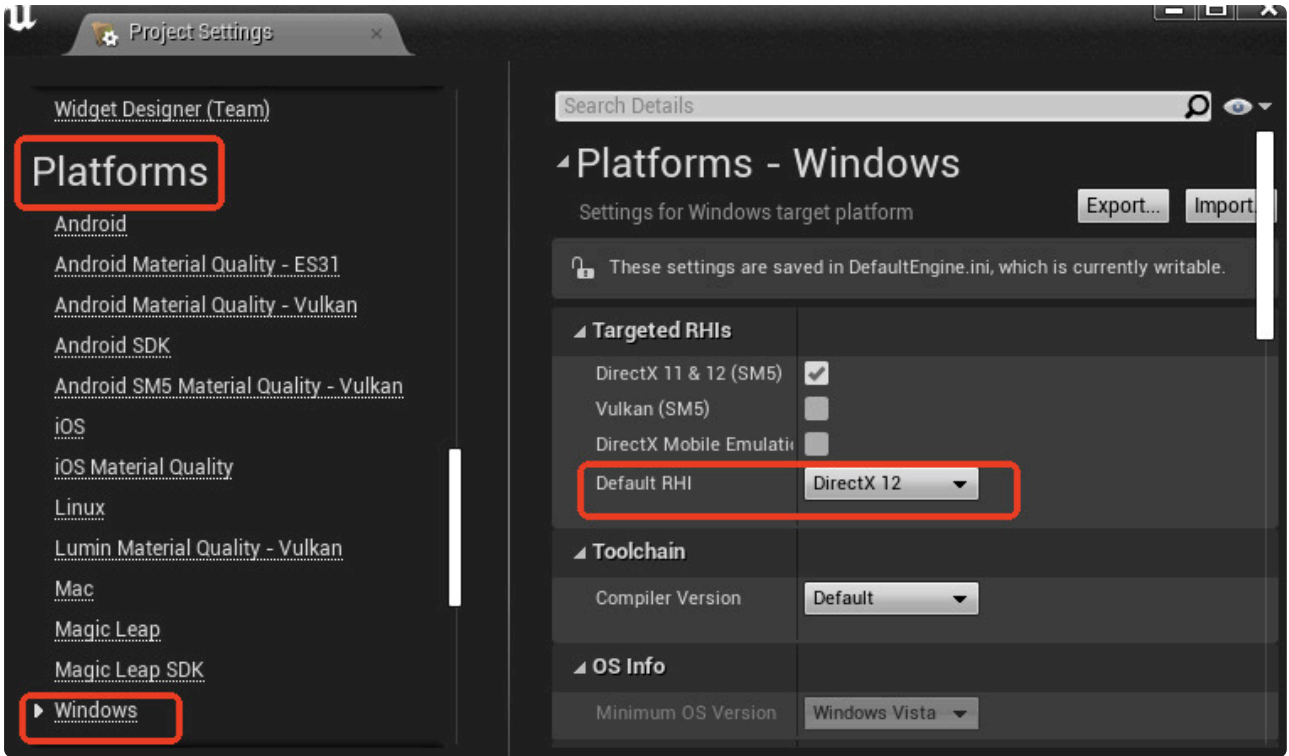 Project Settings
Widget Designer (Team)
Platforms
Android
Android Material Quality - ES31
Android Material Quality - Vulkan
Android SDK
Android SM5 Material Quality - Vulkan
iOS
iOS Material Quality
Linux
Lumin Material Quality - Vulkan
Mac
Magic Leap
Magic Leap SDK
Windows
Search Details
Platforms - Windows
Settings for Windows target platform
Export...
Import.
These settings are saved in DefaultEngine.ini, which is currently writable.
Targeted RHIs
DirectX 11 & 12 (SM5)
Vulkan (SM5)
DirectX Mobile Emulati
Default RHI
DirectX 12
Toolchain
Compiler Version
Default
OS Info
Minimum OS Version
Windows Vista